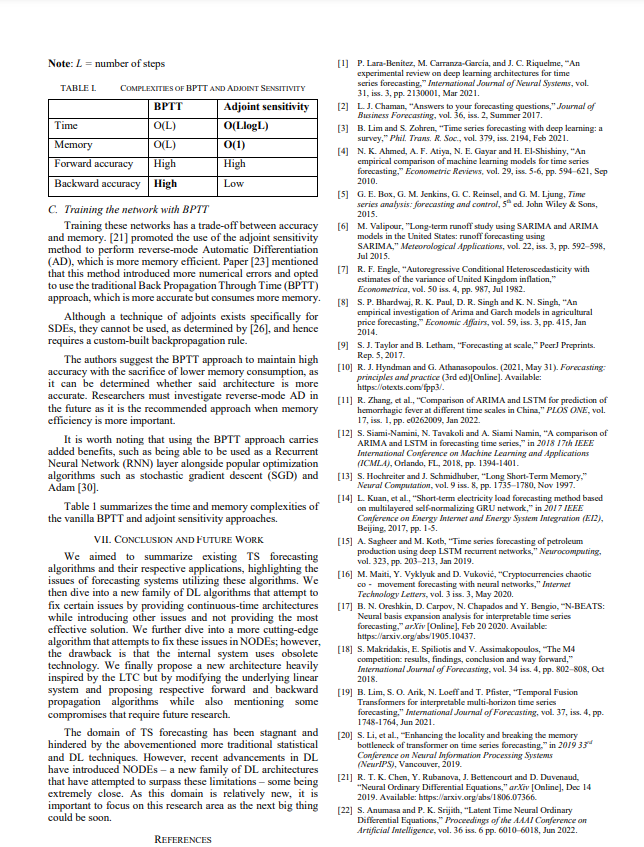 Note: L = number of steps
TABLE I. COMPLEXITIES OF BPTT AND ADJOINT SENSITIVITY
BPTT Adjoint sensitivity
Time O(L) O(LlogL)
Memory O(L) O(1)
Forward accuracy High High
Backward accuracy High Low
C. Training the network with BPTT
Training these networks has a trade-off between accuracy
and memory. [21] promoted the use of the adjoint sensitivity
method to perform reverse-mode Automatic Differentiation
(AD), which is more memory efficient. Paper [23] mentioned
that this method introduced more numerical errors and opted
to use the traditional Back Propagation Through Time (BPTT)
approach, which is more accurate but consumes more memory.
Although a technique of adjoints exists specifically for
SDEs, they cannot be used, as determined by [26], and hence
requires a custom-built backpropagation rule.
The authors suggest the BPTT approach to maintain high
accuracy with the sacrifice of lower memory consumption, as
it can be determined whether said architecture is more
accurate. Researchers must investigate reverse-mode AD in
the future as it is the recommended approach when memory
efficiency is more important.
It is worth noting that using the BPTT approach carries
added benefits, such as being able to be used as a Recurrent
Neural Network (RNN) layer alongside popular optimization
algorithms such as stochastic gradient descent (SGD) and
Adam [30].
Table 1 summarizes the time and memory complexities of
the vanilla BPTT and adjoint sensitivity approaches.
VII. CONCLUSION AND FUTURE WORK
We aimed to summarize existing TS forecasting
algorithms and their respective applications, highlighting the
issues of forecasting systems utilizing these algorithms. We
then dive into a new family of DL algorithms that attempt to
fix certain issues by providing continuous-time architectures
while introducing other issues and not providing the most
effective solution. We further dive into a more cutting-edge
algorithm that attempts to fix these issues in NODEs; however,
the drawback is that the internal system uses obsolete
technology. We finally propose a new architecture heavily
inspired by the LTC but by modifying the underlying linear
system and proposing respective forward and backward
propagation algorithms while also mentioning some
compromises that require future research.
The domain of TS forecasting has been stagnant and
hindered by the abovementioned more traditional statistical
and DL techniques. However, recent advancements in DL
have introduced NODEs – a new family of DL architectures
that have attempted to surpass these limitations – some being
extremely close. As this domain is relatively new, it is
important to focus on this research area as the next big thing
could be soon.
REFERENCES
[1] P. Lara-Benítez, M. Carranza-García, and J. C. Riquelme, “An
experimental review on deep learning architectures for time
series forecasting,” International Journal of Neural Systems, vol.
31, iss. 3, pp. 2130001, Mar 2021.
[2] L. J. Chaman, “Answers to your forecasting questions,” Journal of
Business Forecasting, vol. 36, iss. 2, Summer 2017.
[3] B. Lim and S. Zohren, “Time series forecasting with deep learning: a
survey,” Phil. Trans. R. Soc., vol. 379, iss. 2194, Feb 2021.
[4] N. K. Ahmed, A. F. Atiya, N. E. Gayar and H. El-Shishiny, “An
empirical comparison of machine learning models for time series
forecasting,” Econometric Reviews, vol. 29, iss. 5-6, pp. 594–621, Sep
2010.
[5] G. E. Box, G. M. Jenkins, G. C. Reinsel, and G. M. Ljung, Time
series analysis: forecasting and control, 5th ed. John Wiley & Sons,
2015.
[6] M. Valipour, ”Long-term runoff study using SARIMA and ARIMA
models in the United States: runoff forecasting using
SARIMA,” Meteorological Applications, vol. 22, iss. 3, pp. 592–598,
Jul 2015.
[7] R. F. Engle, “Autoregressive Conditional Heteroscedasticity with
estimates of the variance of United Kingdom inflation,”
Econometrica, vol. 50 iss. 4, pp. 987, Jul 1982.
[8] S. P. Bhardwaj, R. K. Paul, D. R. Singh and K. N. Singh, “An
empirical investigation of Arima and Garch models in agricultural
price forecasting,” Economic Affairs, vol. 59, iss. 3, pp. 415, Jan
2014.
[9] S. J. Taylor and B. Letham, “Forecasting at scale,” PeerJ Preprints.
Rep. 5, 2017.
[10] R. J. Hyndman and G. Athanasopoulos. (2021, May 31). Forecasting:
principles and practice (3rd ed)[Online]. Available:
https://otexts.com/fpp3/.
[11] R. Zhang, et al., “Comparison of ARIMA and LSTM for prediction of
hemorrhagic fever at different time scales in China,” PLOS ONE, vol.
17, iss. 1, pp. e0262009, Jan 2022.
[12] S. Siami-Namini, N. Tavakoli and A. Siami Namin, “A comparison of
ARIMA and LSTM in forecasting time series,” in 2018 17th IEEE
International Conference on Machine Learning and Applications
(ICMLA), Orlando, FL, 2018, pp. 1394-1401.
[13] S. Hochreiter and J. Schmidhuber, “Long Short-Term Memory,”
Neural Computation, vol. 9 iss. 8, pp. 1735–1780, Nov 1997.
[14] L. Kuan, et al., “Short-term electricity load forecasting method based
on multilayered self-normalizing GRU network,” in 2017 IEEE
Conference on Energy Internet and Energy System Integration (EI2),
Beijing, 2017, pp. 1-5.
[15] A. Sagheer and M. Kotb, “Time series forecasting of petroleum
production using deep LSTM recurrent networks,” Neurocomputing,
vol. 323, pp. 203–213, Jan 2019.
[16] M. Maiti, Y. Vyklyuk and D. Vuković, “Cryptocurrencies chaotic
co - movement forecasting with neural networks,” Internet
Technology Letters, vol. 3 iss. 3, May 2020.
[17] B. N. Oreshkin, D. Carpov, N. Chapados and Y. Bengio, “N-BEATS:
Neural basis expansion analysis for interpretable time series
forecasting,” arXiv [Online], Feb 20 2020. Available:
https://arxiv.org/abs/1905.10437.
[18] S. Makridakis, E. Spiliotis and V. Assimakopoulos, “The M4
competition: results, findings, conclusion and way forward,”
International Journal of Forecasting, vol. 34 iss. 4, pp. 802–808, Oct
2018.
[19] B. Lim, S. O. Arik, N. Loeff and T. Pfister, “Temporal Fusion
Transformers for interpretable multi-horizon time series
forecasting,” International Journal of Forecasting, vol. 37, iss. 4, pp.
1748-1764, Jun 2021.
[20] S. Li, et al., “Enhancing the locality and breaking the memory
bottleneck of transformer on time series forecasting,” in 2019 33rd
Conference on Neural Information Processing Systems
(NeurIPS), Vancouver, 2019.
[21] R. T. K. Chen, Y. Rubanova, J. Bettencourt and D. Duvenaud,
“Neural Ordinary Differential Equations,” arXiv [Online], Dec 14
2019. Available: https://arxiv.org/abs/1806.07366.
[22] S. Anumasa and P. K. Srijith, “Latent Time Neural Ordinary
Differential Equations,” Proceedings of the AAAI Conference on
Artificial Intelligence, vol. 36 iss. 6 pp. 6010–6018, Jun 2022.